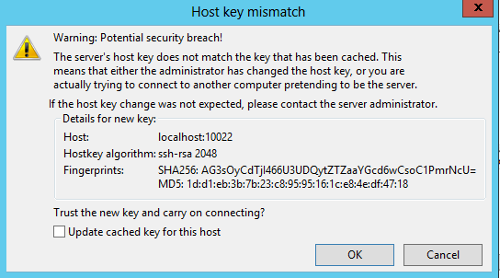 Host key mismatch
Warning: Potential security breach!
The server's host key does not match the key that has been cached. This
means that either the administrator has changed the host key, or you are
actually trying to connect to another computer pretending to be the server.
If the host key change was not expected, please contact the server administrator.
Details for new key:
Host: localhost:10022
Hostkey algorithm: ssh-rsa 2048
Fingerprints: SHA256: AG3sOyCdTjl466U3UDQytZTZaaYGcd6wCsoC1PmrNcU=
MD5: 1d:d1:eb:3b:7b:23:c8:95:95:16:1c:e8:4e:df:47:18
Trust the new key and carry on connecting?
Update cached key for this host
OK Cancel